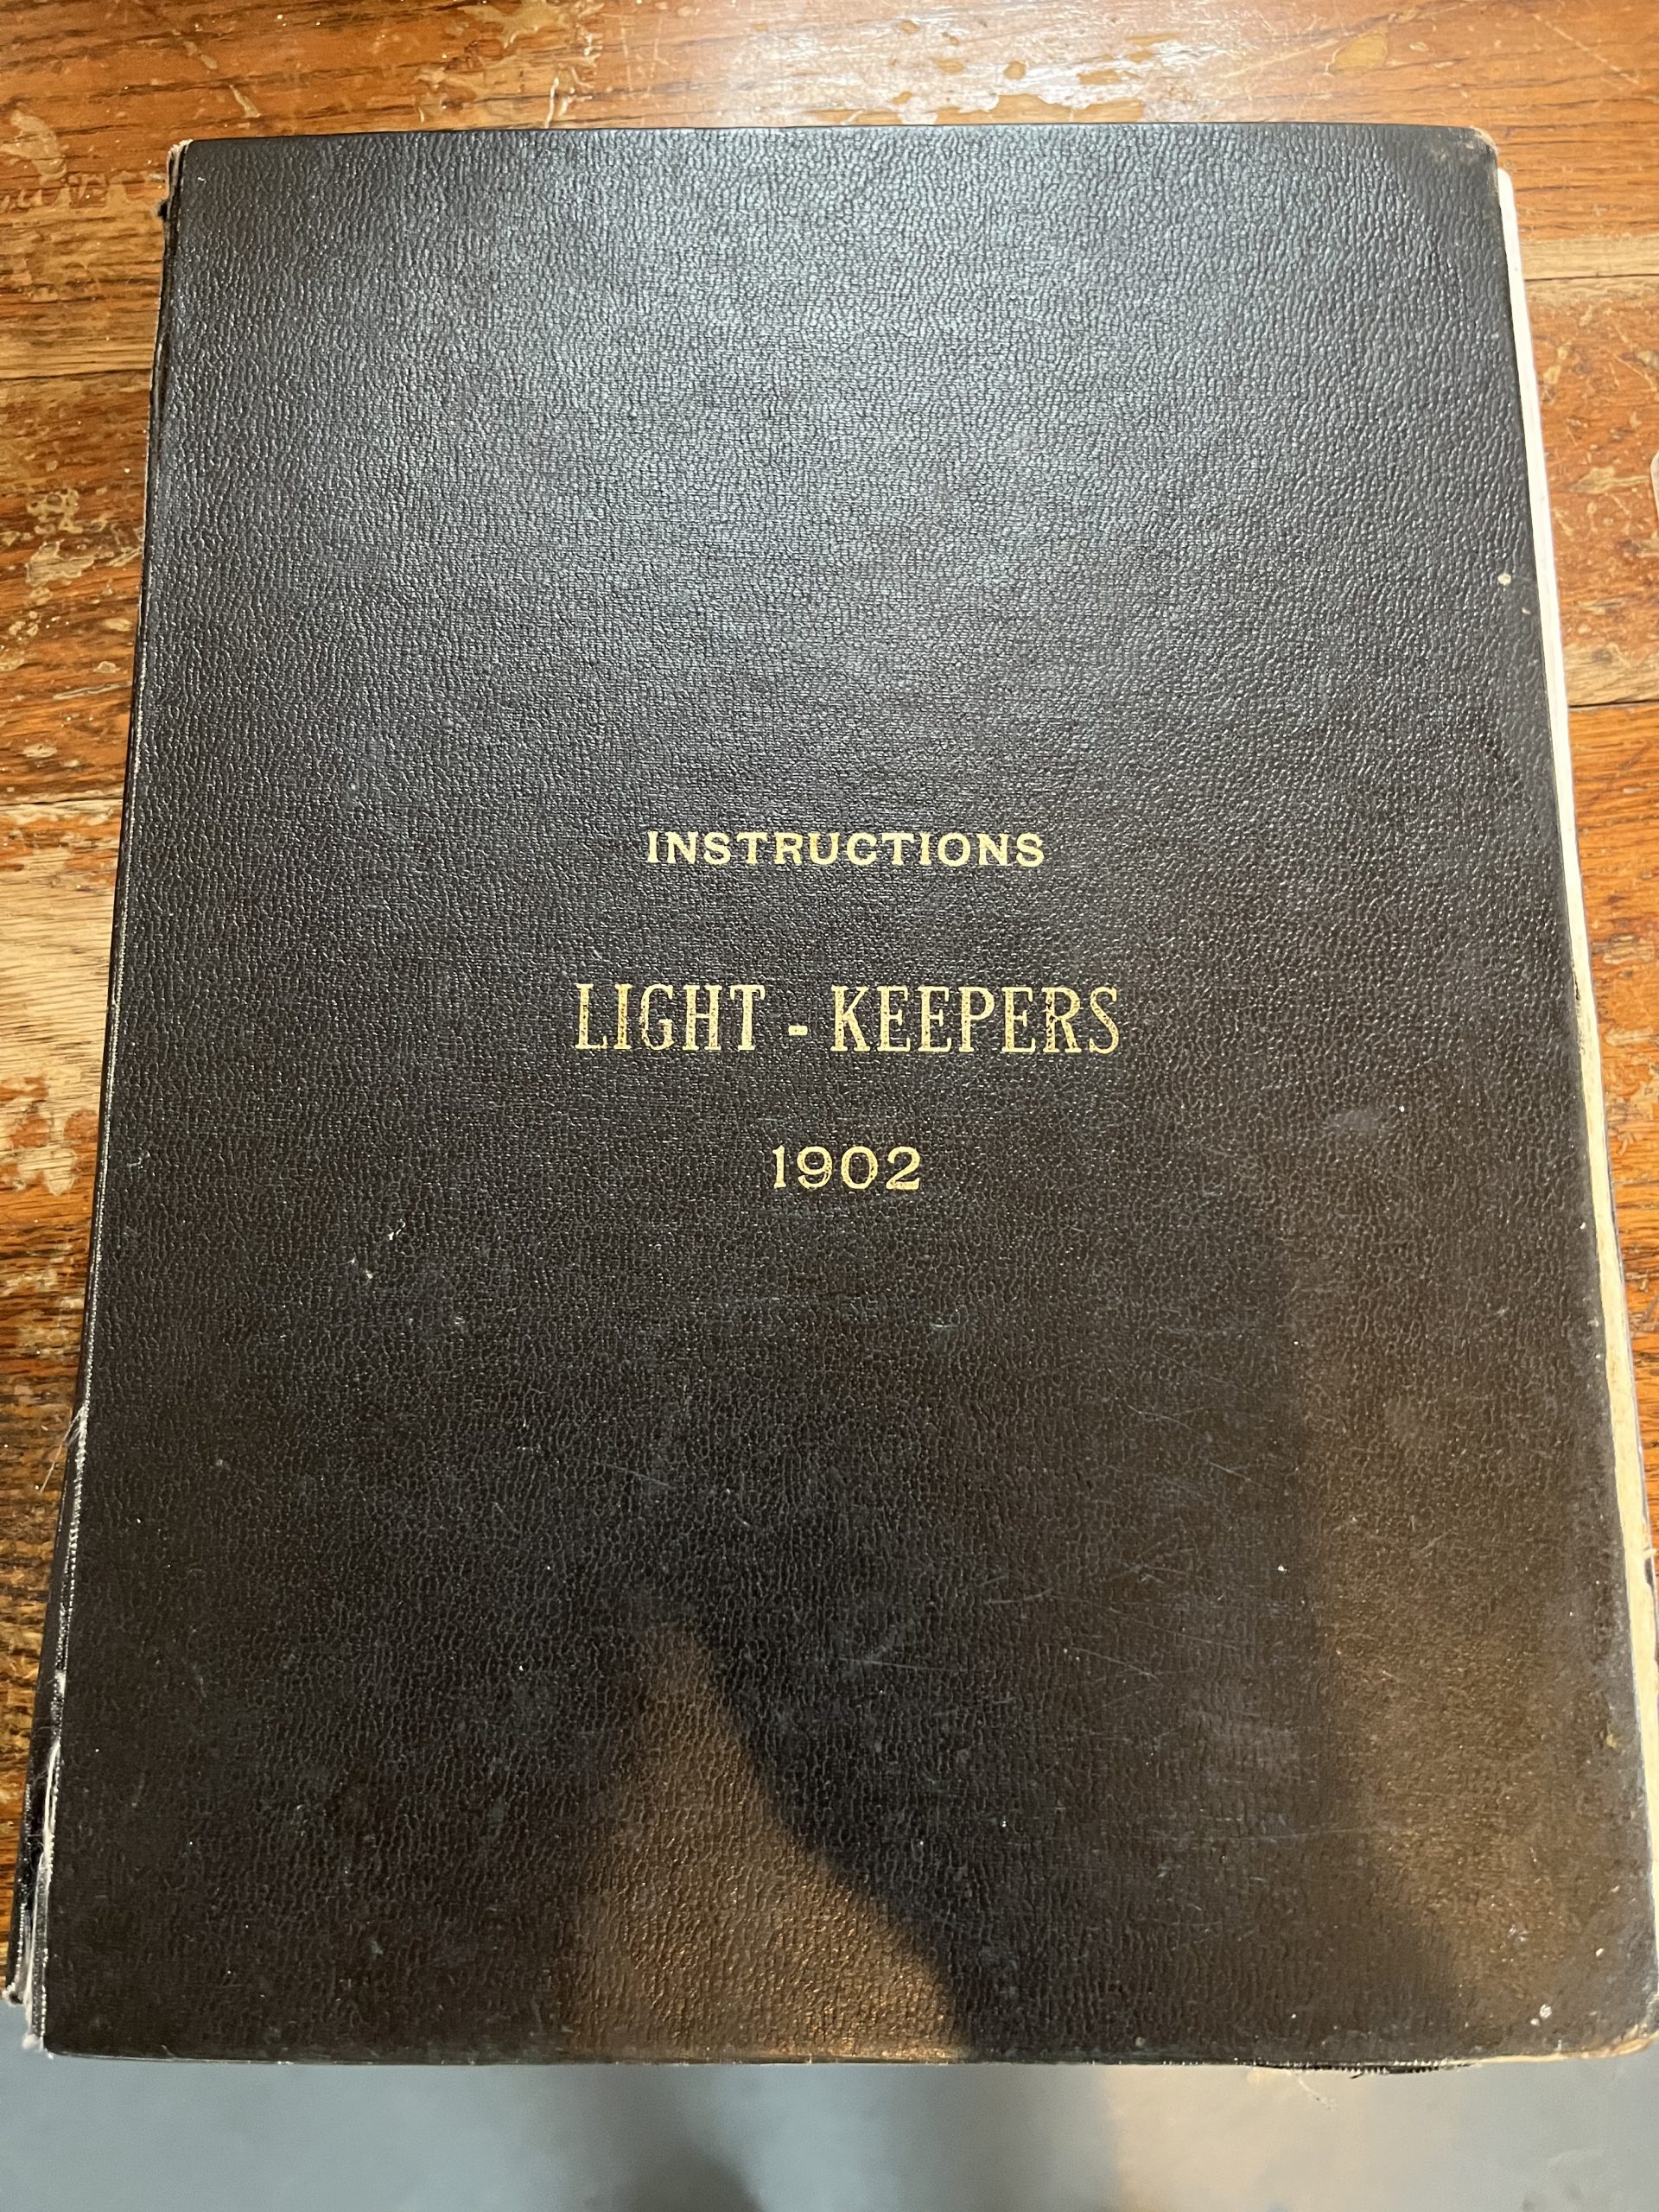 INSTRUCTIONS
LIGHT - KEEPERS
1902